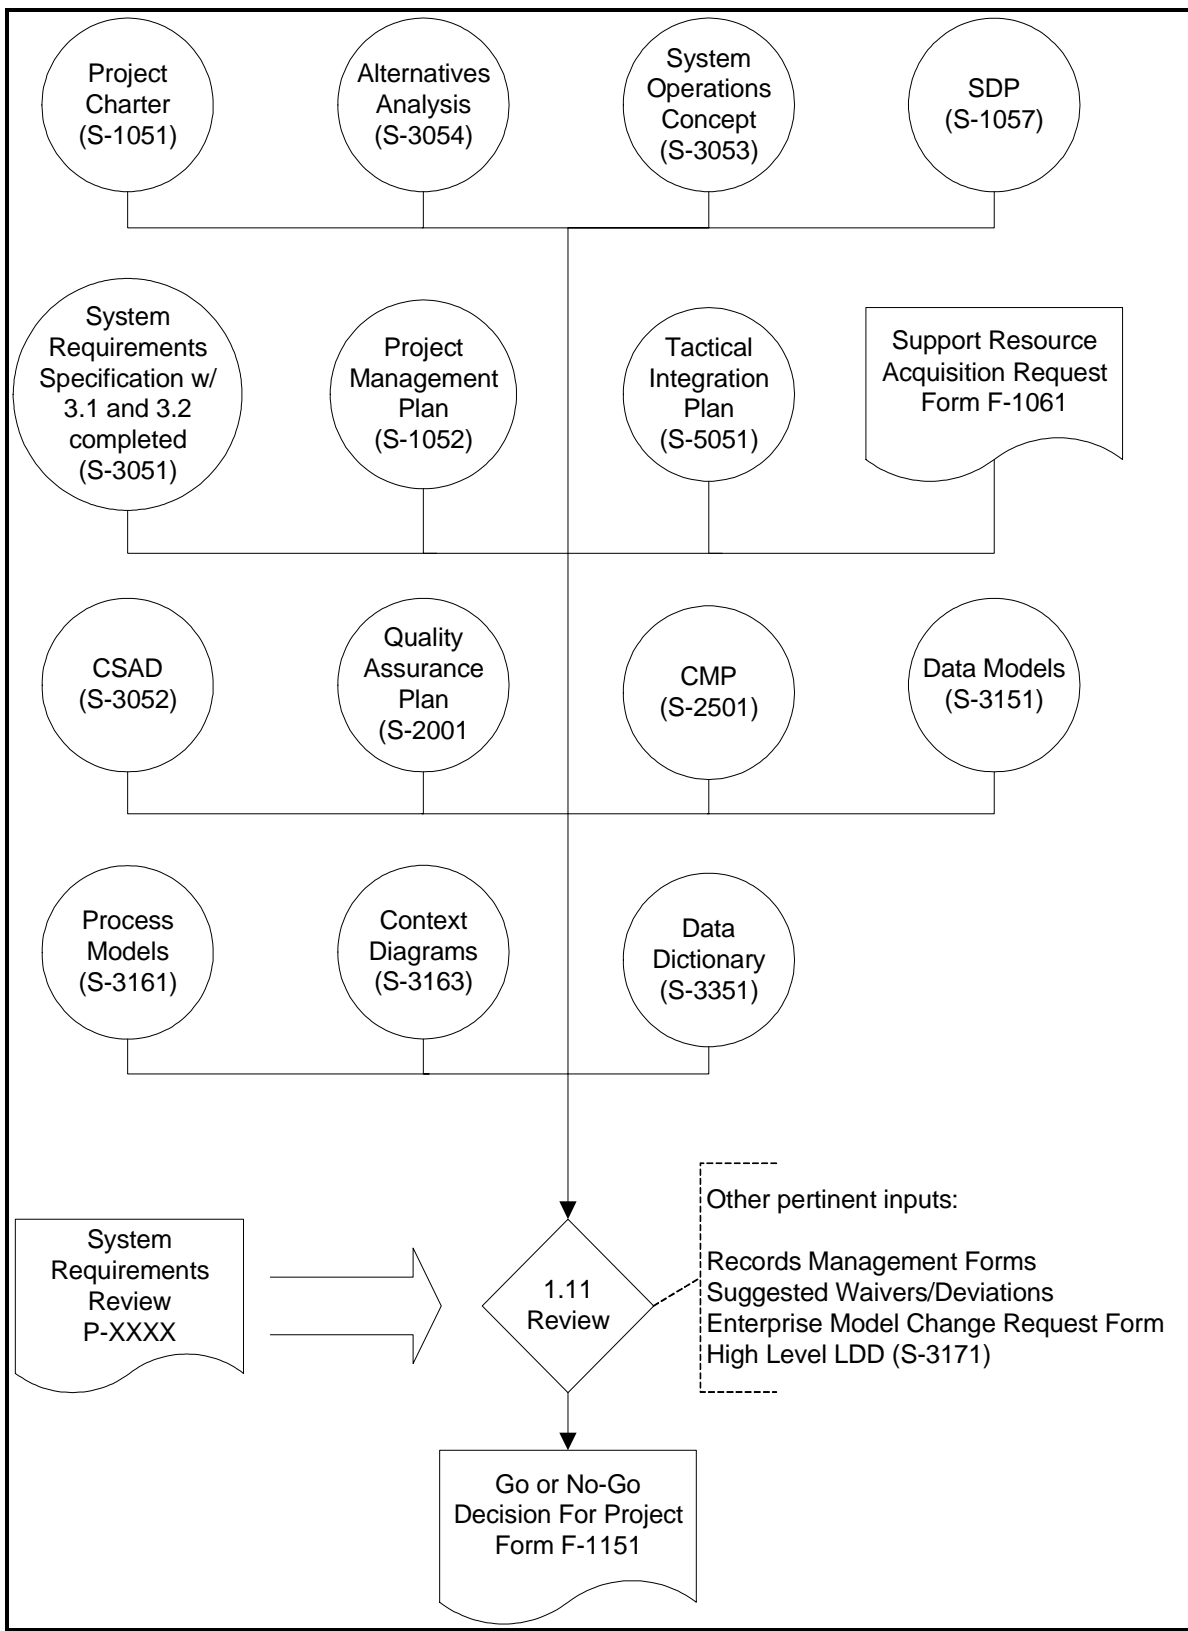 Project
Charter
(S-1051)
Alternatives
Analysis
(S-3054)
System
Operations
Concept
(S-3053)
SDP
(S-1057)
System
Requirements
Specification w/
3.1 and 3.2
completed
(S-3051)
Project
Management
Plan
(S-1052)
Tactical
Integration
Plan
(S-5051)
Support Resource
Acquisition Request
Form F-1061
CSAD
(S-3052)
Quality
Assurance
Plan
(S-2001
CMP
(S-2501)
Data Models
(S-3151)
Process
Models
(S-3161)
Context
Diagrams
(S-3163)
Data
Dictionary
(S-3351)
System
Requirements
Review
P-XXXX
1.11
Review
Other pertinent inputs:
Records Management Forms
Suggested Waivers/Deviations
Enterprise Model Change Request Form
High Level LDD (S-3171)
Go or No-Go
Decision For Project
Form F-1151